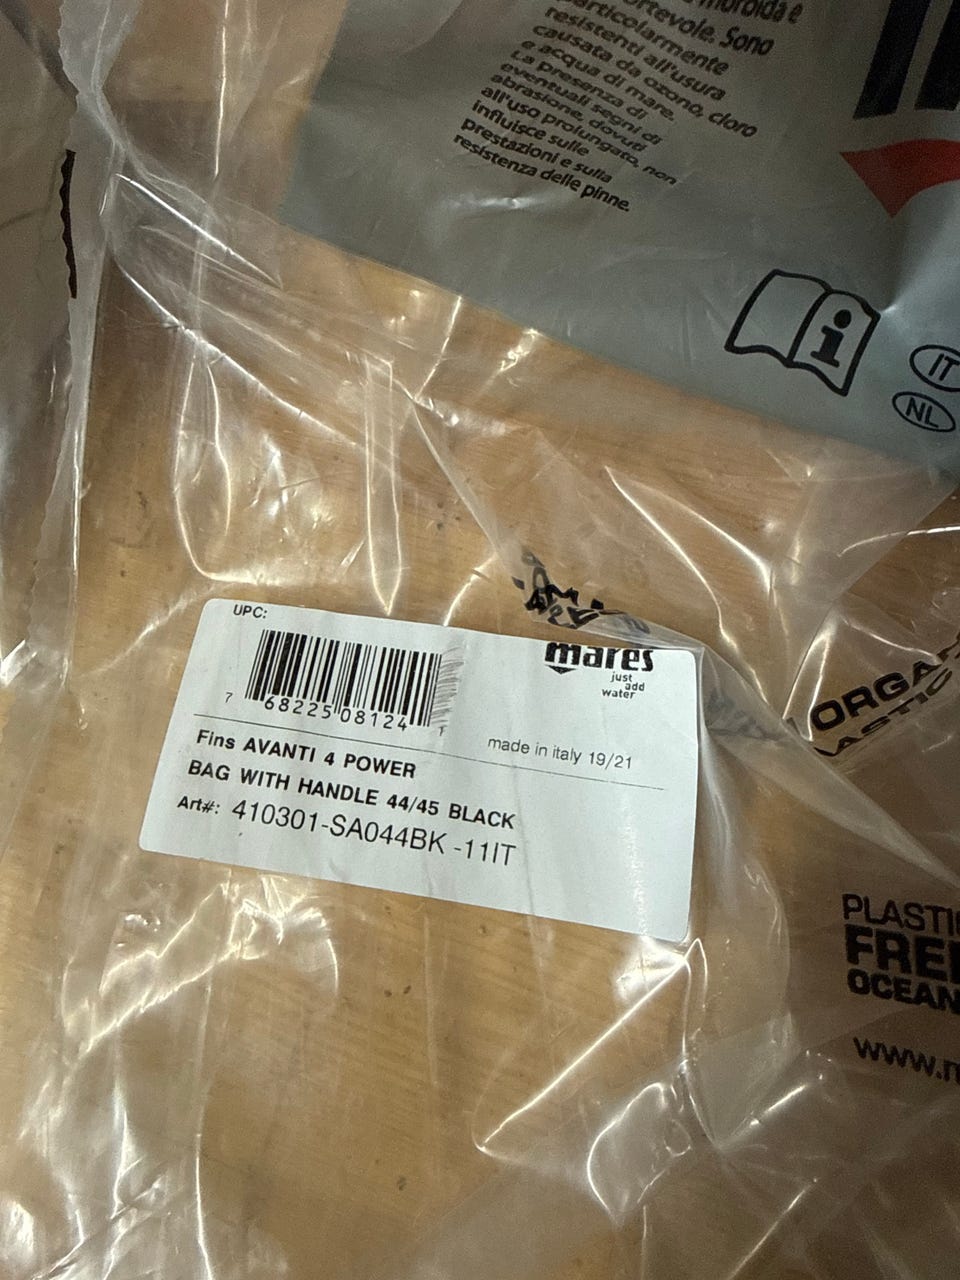 morbida e
ortevole. Sono
particolarmente
resistenti all'usura
causata da ozono, cloro
e acqua di mare.
La presenza di
eventuali segni di
abrasione, dovuti
all'uso prolungato, non
influisce sulle
prestazioni e sulla
resistenza delle pinne.
i
IT
NL
UPC:
7 68225 08124 1
mares
just
add
water
made in italy 19/21
Fins AVANTI 4 POWER
BAG WITH HANDLE 44/45 BLACK
Art#: 410301-SA044BK -11IT
ORGA
PLASTIC
FREE
OCEAN
www.